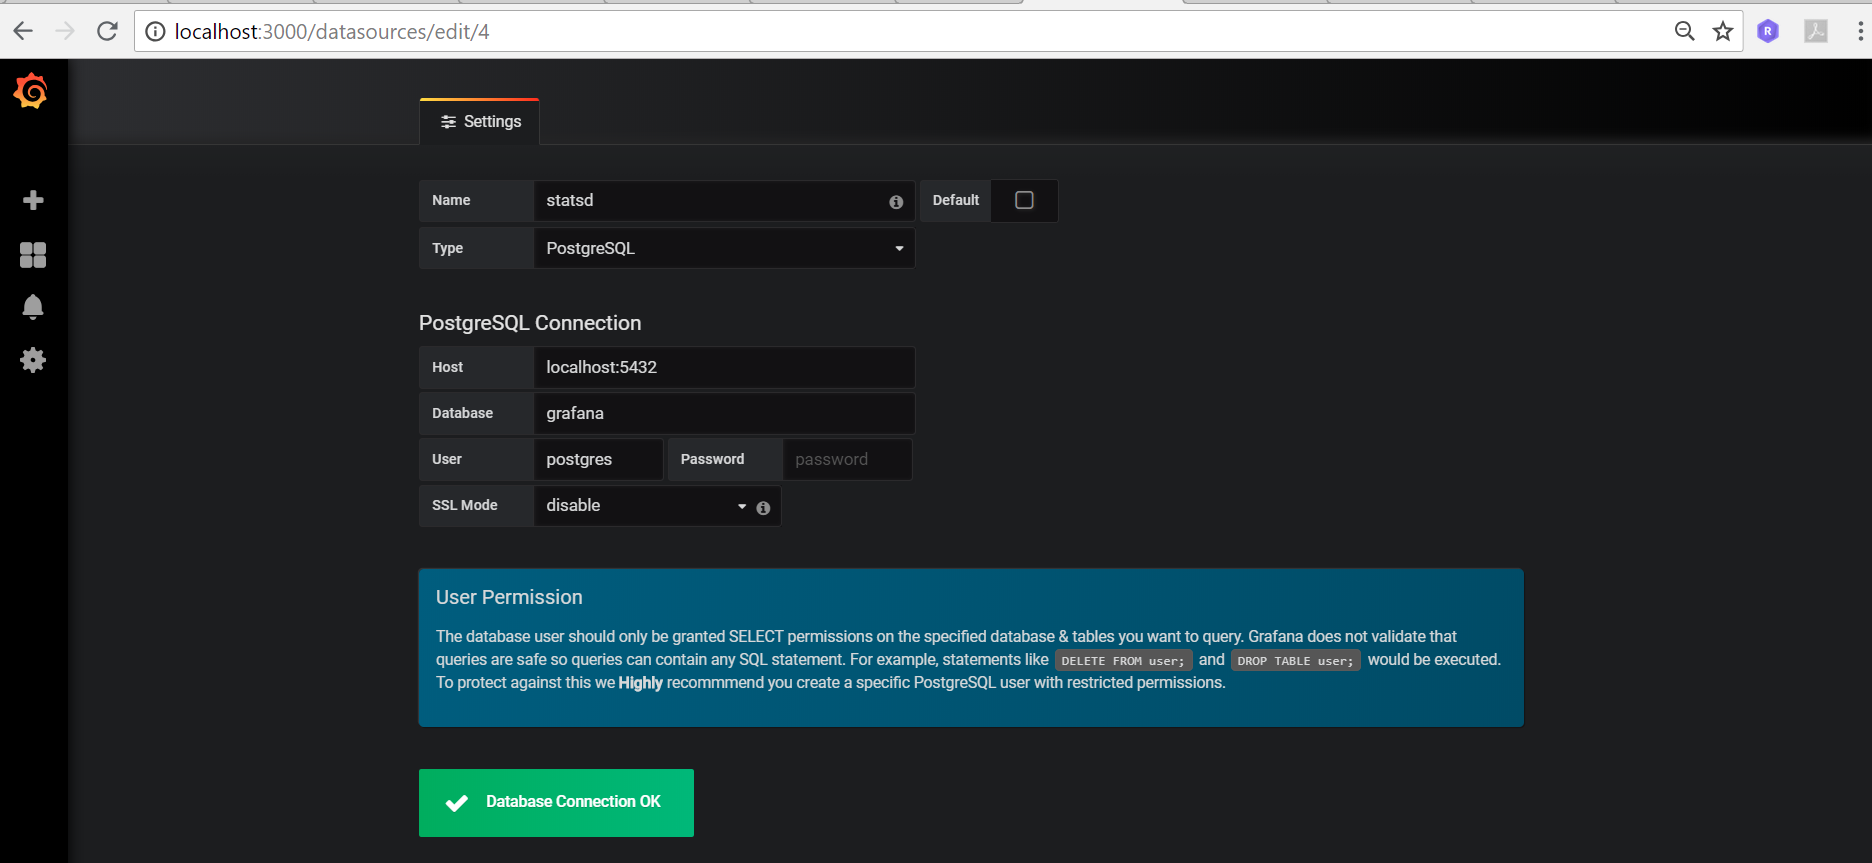 localhost:3000/datasources/edit/4
R
Settings
Name statsd Default
Type PostgreSQL
PostgreSQL Connection
Host localhost:5432
Database grafana
User postgres Password password
SSL Mode disable
User Permission
The database user should only be granted SELECT permissions on the specified database & tables you want to query. Grafana does not validate that
queries are safe so queries can contain any SQL statement. For example, statements like DELETE FROM user; and DROP TABLE user; would be executed.
To protect against this we Highly recommmend you create a specific PostgreSQL user with restricted permissions.
Database Connection OK